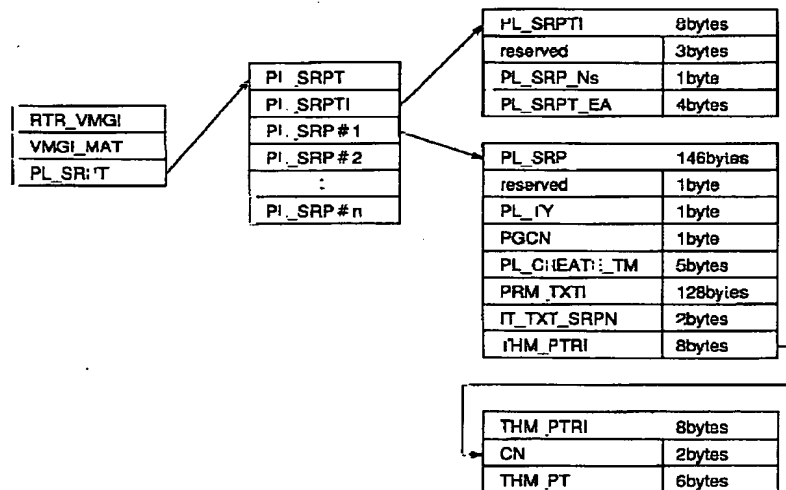 RTR_VMGI
VMGI_MAT
PL_SRPT
PL_SRPT
PL_SRPTI
PL_SRP#1
PL_SRP#2
:
PL_SRP#n
PL_SRPTI 8bytes
reserved 3bytes
PL_SRP_Ns 1byte
PL_SRPT_EA 4bytes
PL_SRP 146bytes
reserved 1byte
PL_TY 1byte
PGCN 1byte
PL_CREATE_TM 5bytes
PRM_TXTI 128bytes
IT_TXT_SRPN 2bytes
THM_PTRI 8bytes
THM_PTRI 8bytes
CN 2bytes
THM_PT 6bytes